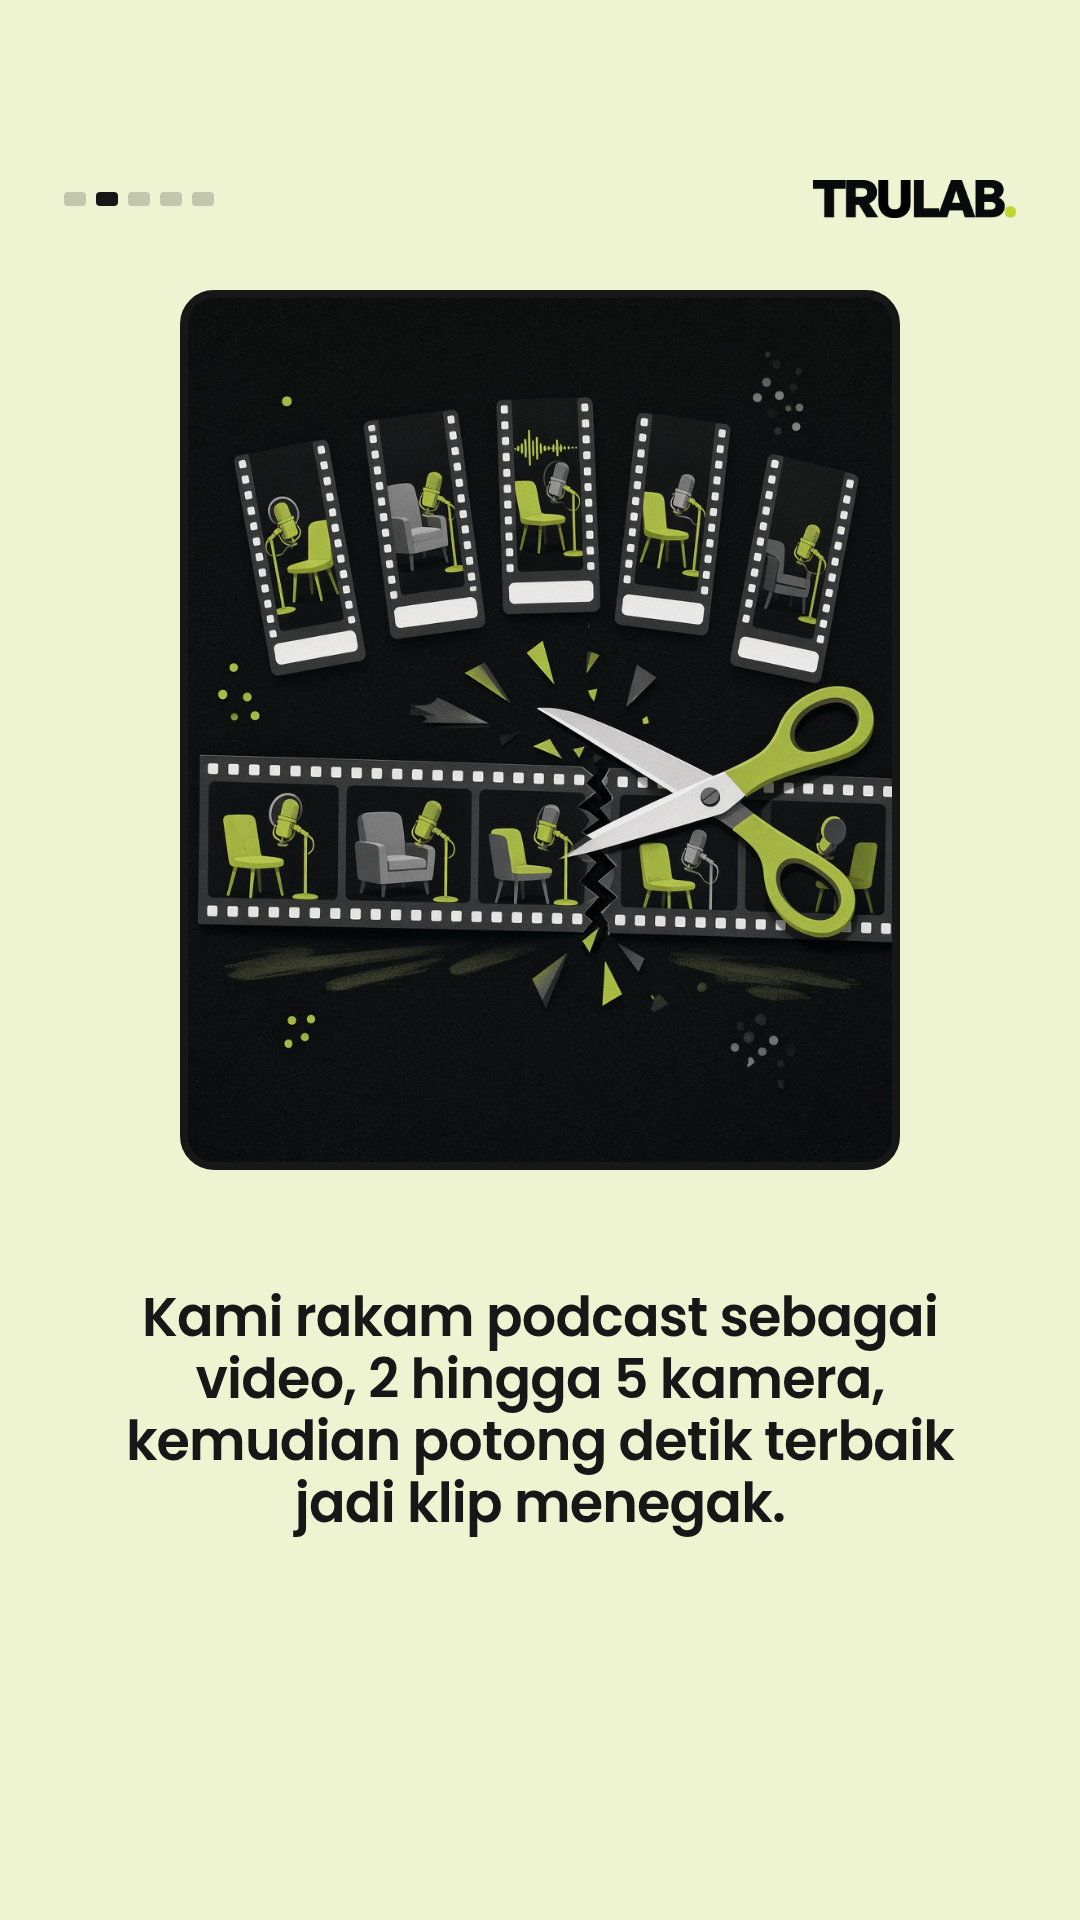 TRULAB.
Kami rakam podcast sebagai
video, 2 hingga 5 kamera,
kemudian potong detik terbaik
jadi klip menegak.